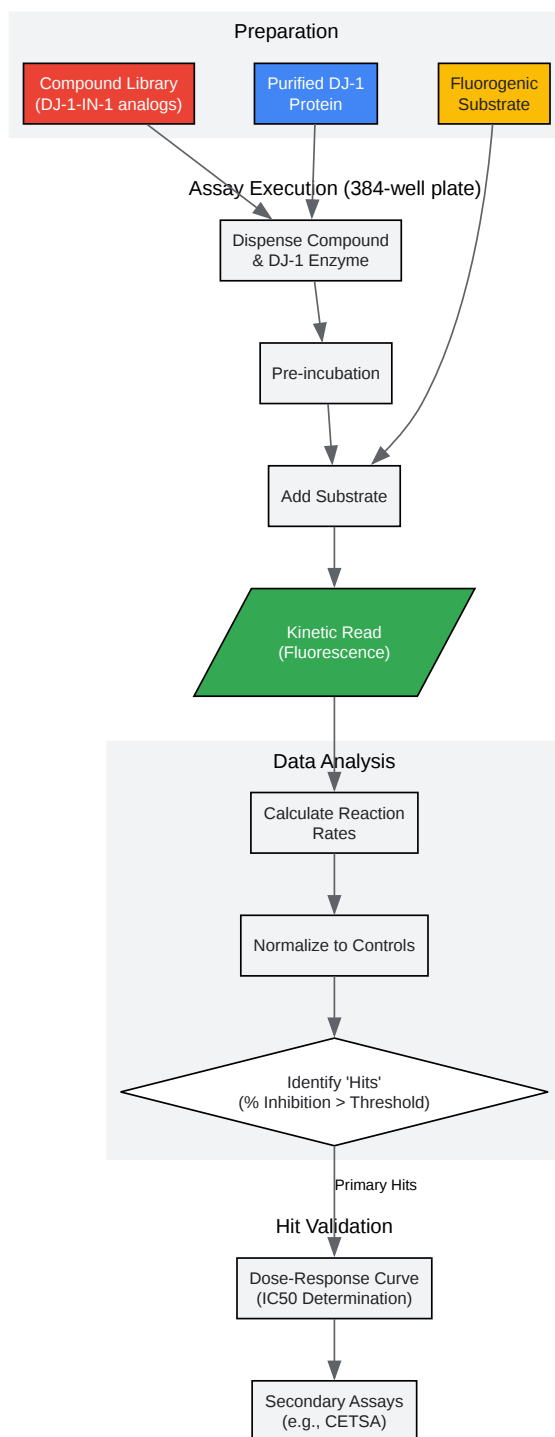 Preparation
Compound Library
(DJ-1-IN-1 analogs)
Purified DJ-1
Protein
Fluorogenic
Substrate
Assay Execution (384-well plate)
Dispense Compound
& DJ-1 Enzyme
Pre-incubation
Add Substrate
Kinetic Read
(Fluorescence)
Data Analysis
Calculate Reaction
Rates
Normalize to Controls
Identify 'Hits'
(% Inhibition > Threshold)
Primary Hits
Hit Validation
Dose-Response Curve
(IC50 Determination)
Secondary Assays
(e.g., CETSA)